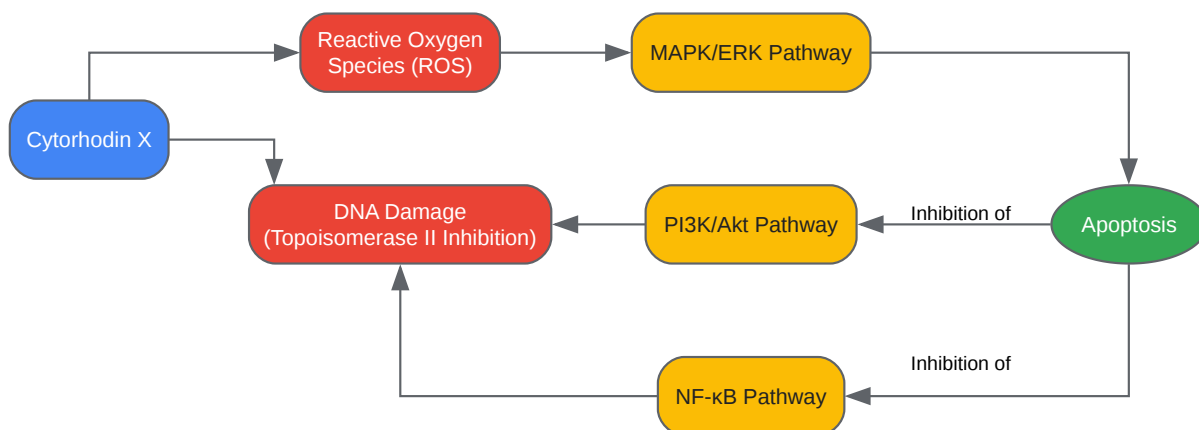 Reactive Oxygen
Species (ROS)
MAPK/ERK Pathway
Cytorhodin X
DNA Damage
(Topoisomerase II Inhibition)
PI3K/Akt Pathway
Inhibition of
Apoptosis
Inhibition of
NF-κB Pathway